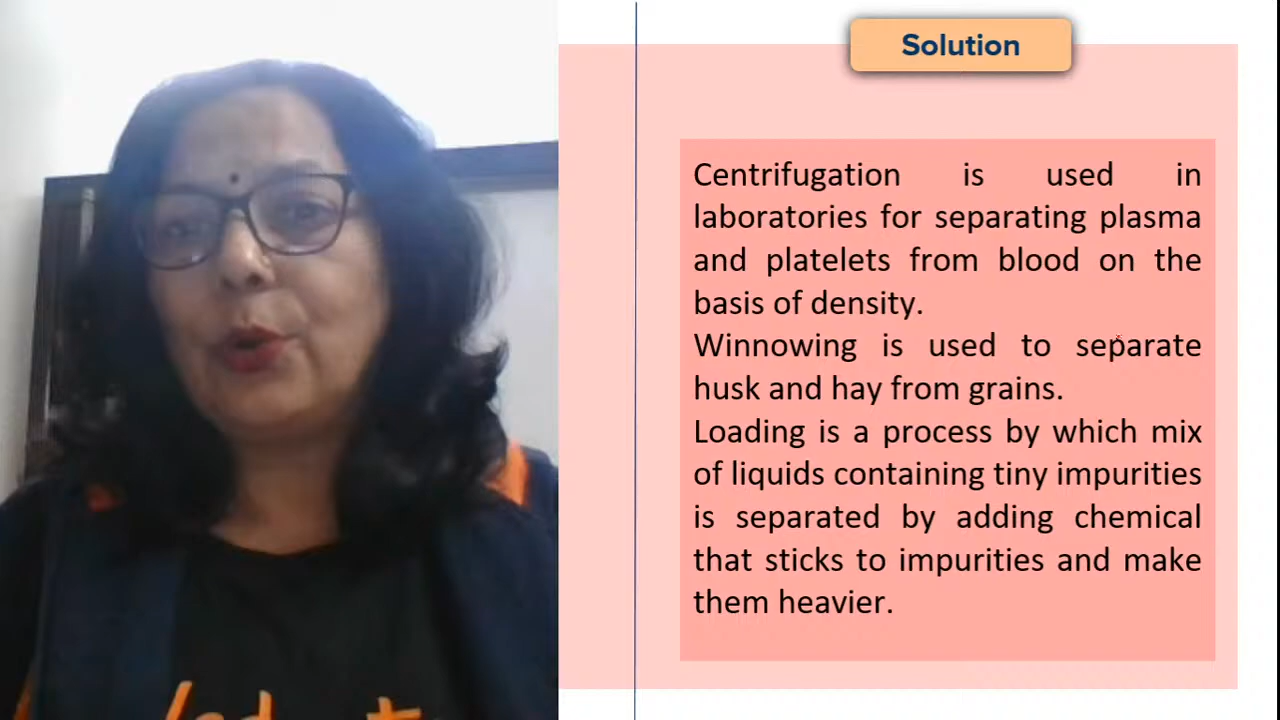 Solution
Centrifugation is used in
laboratories for separating plasma
and platelets from blood on the
basis of density.
Winnowing is used to separate
husk and hay from grains.
Loading is a process by which mix
of liquids containing tiny impurities
is separated by adding chemical
that sticks to impurities and make
them heavier.